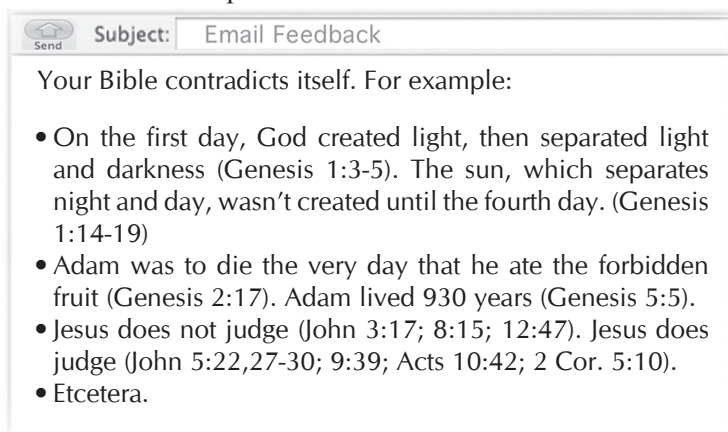 Send Subject: Email Feedback
Your Bible contradicts itself. For example:
• On the first day, God created light, then separated light
and darkness (Genesis 1:3-5). The sun, which separates
night and day, wasn’t created until the fourth day. (Genesis
1:14-19)
• Adam was to die the very day that he ate the forbidden
fruit (Genesis 2:17). Adam lived 930 years (Genesis 5:5).
• Jesus does not judge (John 3:17; 8:15; 12:47). Jesus does
judge (John 5:22,27-30; 9:39; Acts 10:42; 2 Cor. 5:10).
• Etcetera.